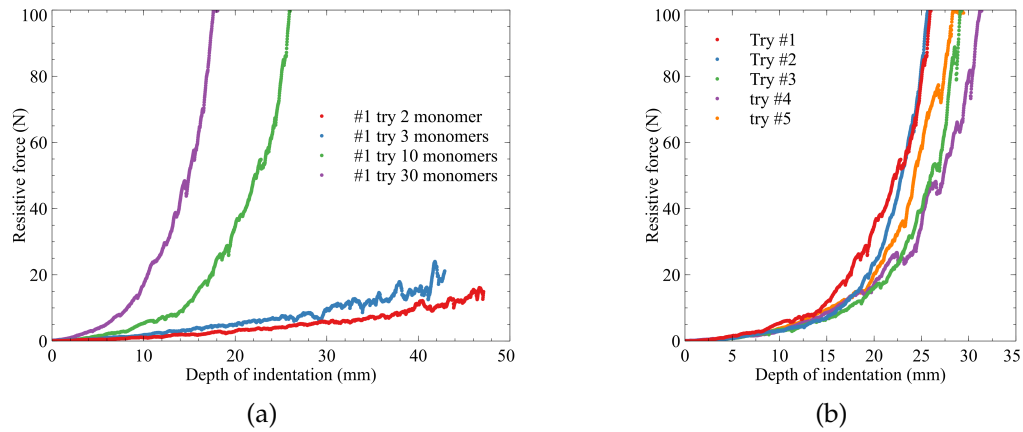 100
80
60
40
20
0
Resistive force (N)
#1 try 2 monomer
#1 try 3 monomers
#1 try 10 monomers
#1 try 30 monomers
0 10 20 30 40 50
Depth of indentation (mm)
(a)
100
80
60
40
20
0
Resistive force (N)
Try #1
Try #2
Try #3
try #4
try #5
0 5 10 15 20 25 30 35
Depth of indentation (mm)
(b)